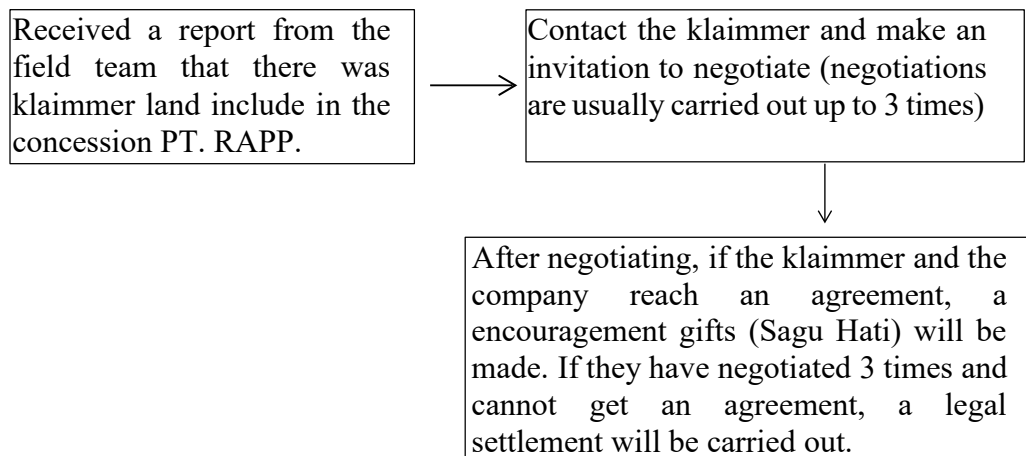 Received a report from the
field team that there was
klaimmer land include in the
concession PT. RAPP.
Contact the klaimmer and make an
invitation to negotiate (negotiations
are usually carried out up to 3 times)
After negotiating, if the klaimmer and the
company reach an agreement, a
encouragement gifts (Sagu Hati) will be
made. If they have negotiated 3 times and
cannot get an agreement, a legal
settlement will be carried out.